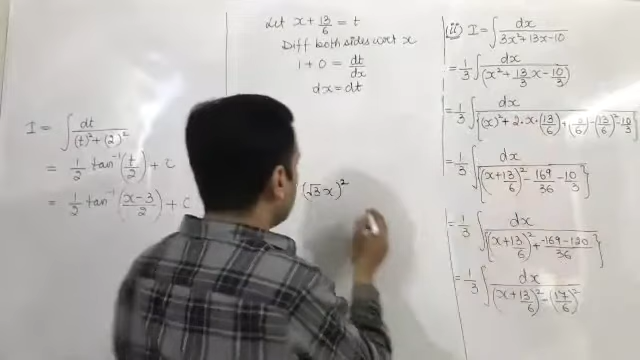 I = ∫ dt / (t)² + (2)²
= 1/2 tan⁻¹(t/2) + C
= 1/2 tan⁻¹(x-3/2) + C
Let x + 13/6 = t
Diff both sides w.r.t x
1 + 0 = dt/dx
dx = dt
(√3 x)²
(ii) I = ∫ dx / 3x²+13x-10
= 1/3 ∫ dx / (x² + 13/3 x - 10/3)
= 1/3 ∫ dx / {(x)² + 2·x·(13/6) + (13/6)² - (13/6)² - 10/3}
= 1/3 ∫ dx / {(x+13/6)² - 169/36 - 10/3}
= 1/3 ∫ dx / {(x+13/6)² + -169-120/36}
= 1/3 ∫ dx / (x+13/6)² - (17/6)²